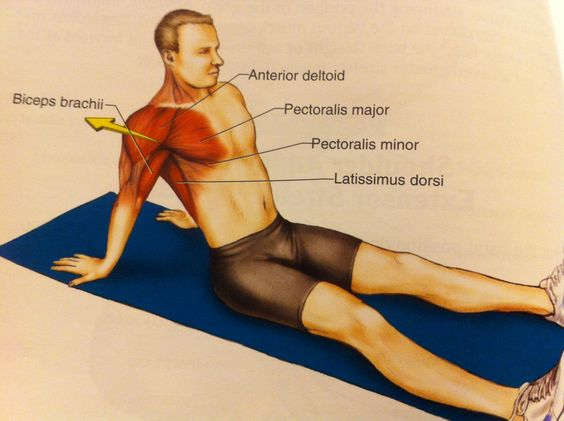 Anterior deltoid
Biceps brachii
Pectoralis major
Pectoralis minor
Latissimus dorsi